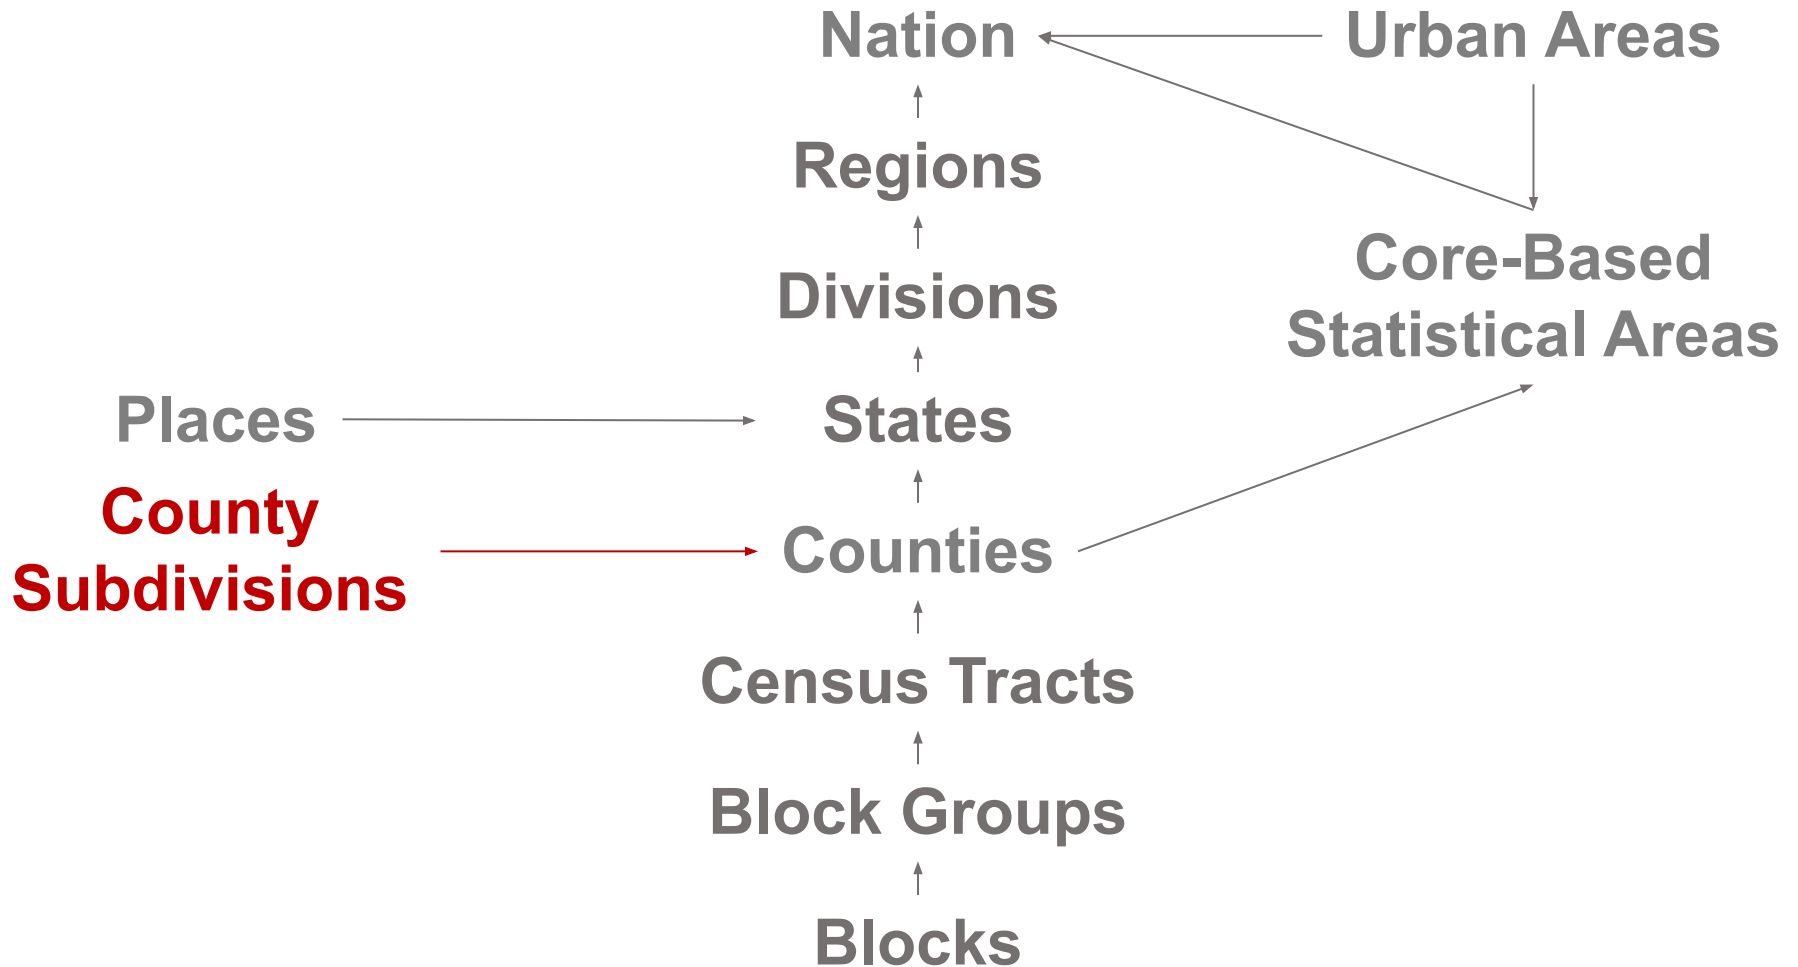 Nation
Urban Areas
Regions
Divisions
Core-Based
Statistical Areas
Places
States
County
Subdivisions
Counties
Census Tracts
Block Groups
Blocks